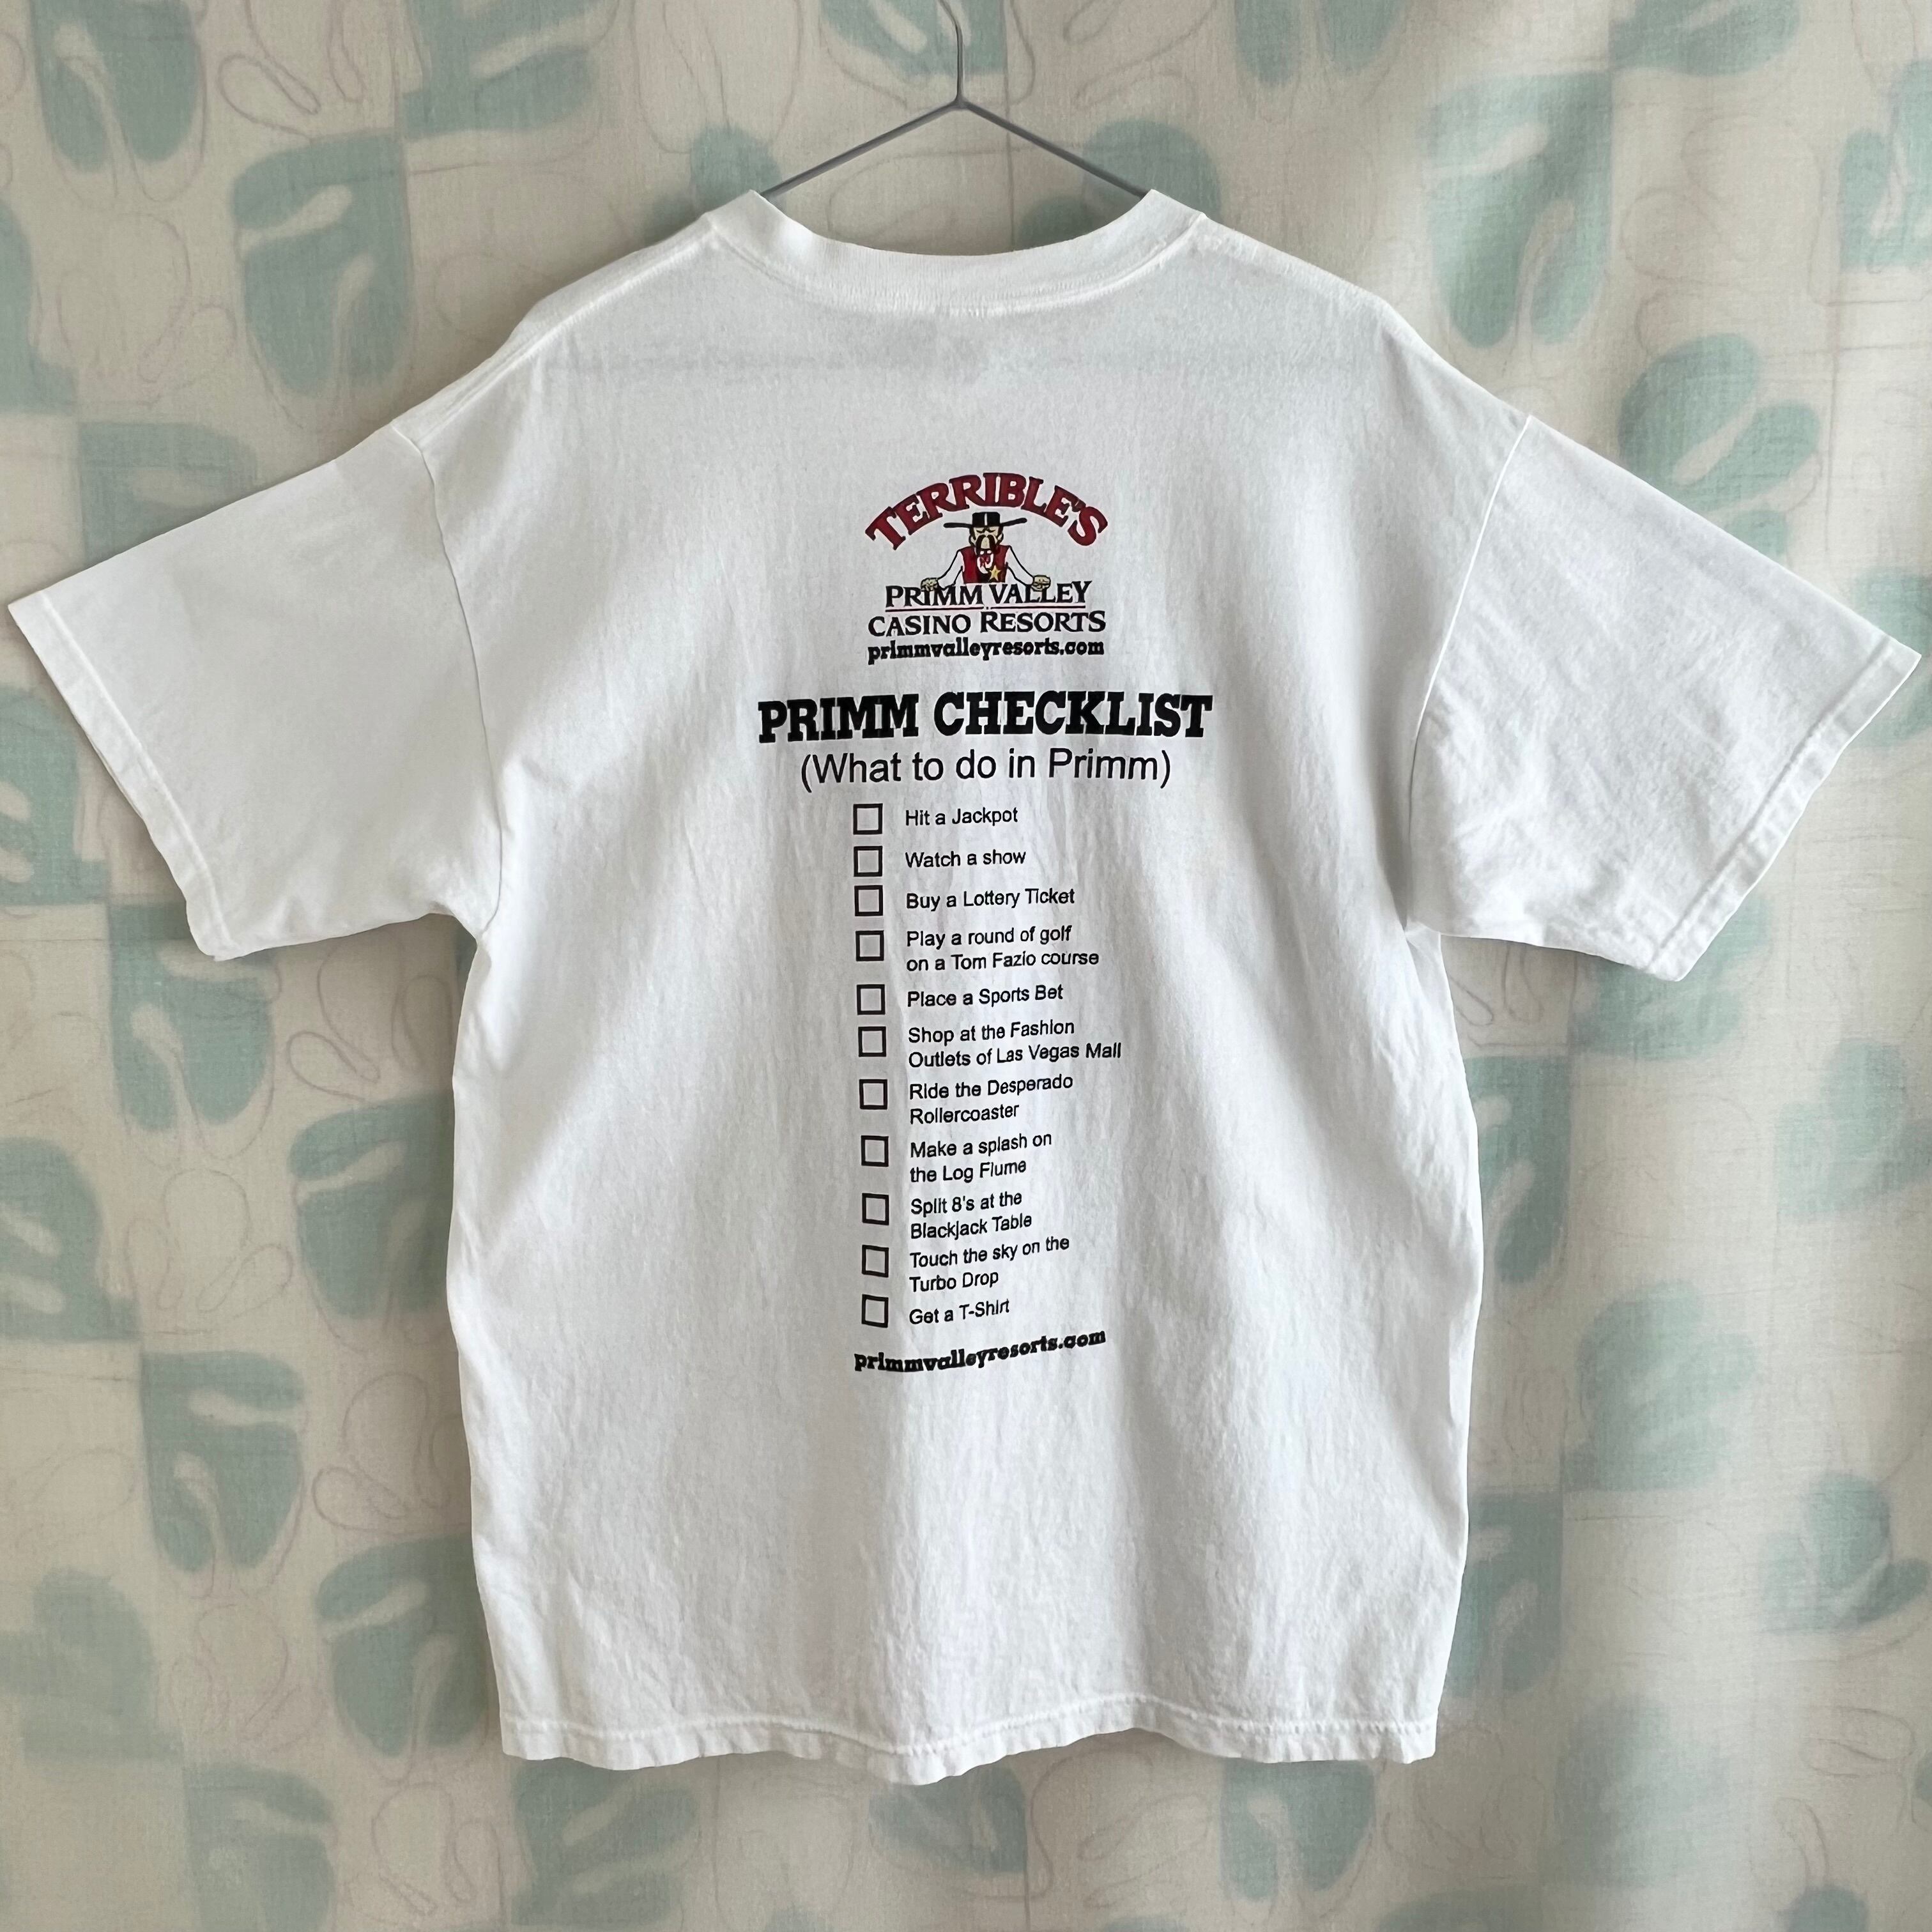 TERRIBLE'S
PRIMM VALLEY
CASINO RESORTS
primmvalleyresorts.com
PRIMM CHECKLIST
(What to do in Primm)
Hit a Jackpot
Watch a show
Buy a Lottery Ticket
Play a round of golf
on a Tom Fazio course
Place a Sports Bet
Shop at the Fashion
Outlets of Las Vegas Mall
Ride the Desperado
Rollercoaster
Make a splash on
the Log Flume
Split 8's at the
Blackjack Table
Touch the sky on the
Turbo Drop
Get a T-Shirt
primmvalleyresorts.com